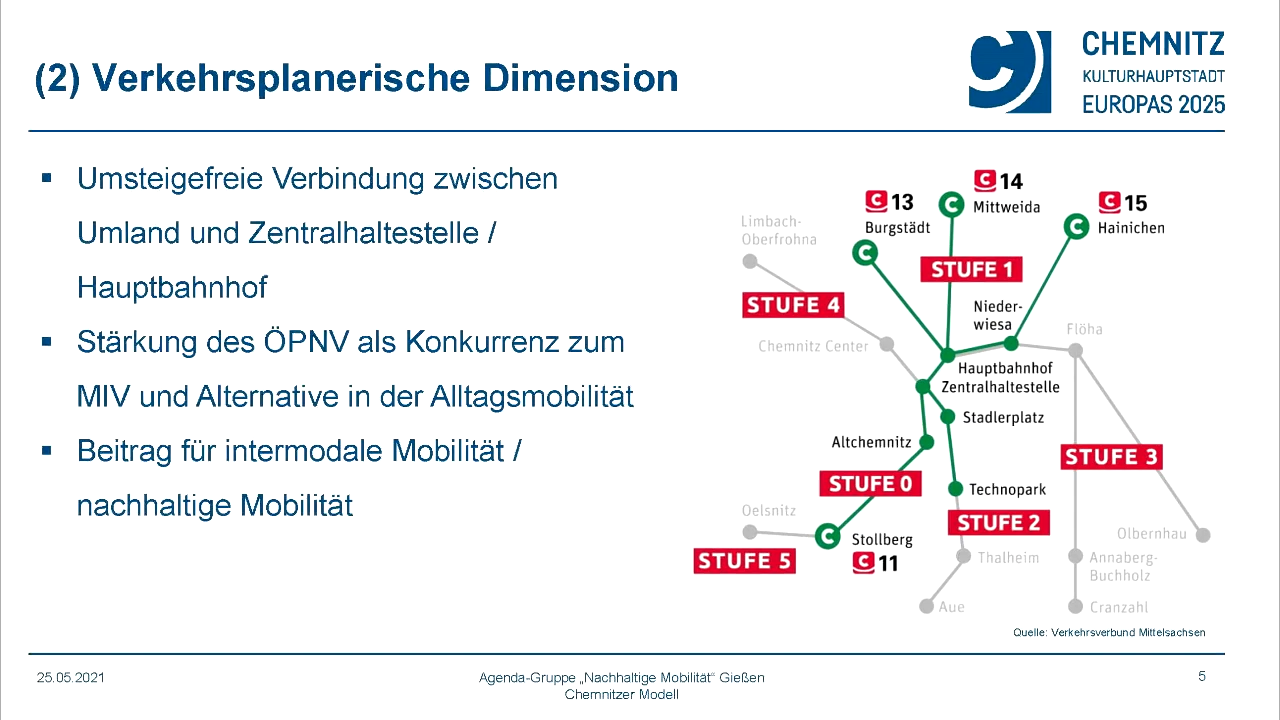 (2) Verkehrsplanerische Dimension
CHEMNITZ
KULTURHAUPTSTADT
EUROPAS 2025
▪ Umsteigefreie Verbindung zwischen
Umland und Zentralhaltestelle /
Hauptbahnhof
▪ Stärkung des ÖPNV als Konkurrenz zum
MIV und Alternative in der Alltagsmobilität
▪ Beitrag für intermodale Mobilität /
nachhaltige Mobilität
C 14
Mittweida
C 13
Burgstädt
C 15
Hainichen
Limbach-
Oberfrohna
STUFE 1
STUFE 4
Nieder-
wiesa
Flöha
Chemnitz Center
Hauptbahnhof
Zentralhaltestelle
Stadlerplatz
Altchemnitz
STUFE 3
STUFE 0
Technopark
Oelsnitz
STUFE 2
Stollberg
C 11
STUFE 5
Olbernhau
Thalheim
Annaberg-
Buchholz
Aue
Cranzahl
Quelle: Verkehrsverbund Mittelsachsen
25.05.2021
Agenda-Gruppe „Nachhaltige Mobilität“ Gießen
Chemnitzer Modell
5